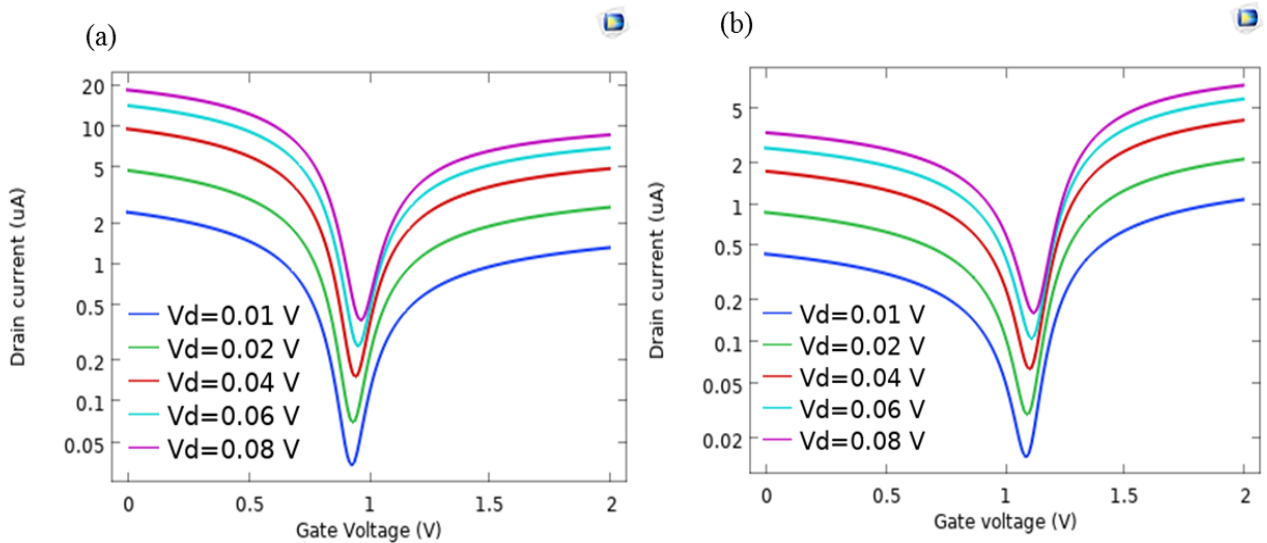 (a)
20
10
5
2
1
0.5
0.2
0.1
0.05
Drain current (uA)
Vd=0.01 V
Vd=0.02 V
Vd=0.04 V
Vd=0.06 V
Vd=0.08 V
0 0.5 1 1.5 2
Gate Voltage (V)
(b)
5
2
1
0.5
0.2
0.1
0.05
0.02
Drain current (uA)
Vd=0.01 V
Vd=0.02 V
Vd=0.04 V
Vd=0.06 V
Vd=0.08 V
0 0.5 1 1.5 2
Gate voltage (V)